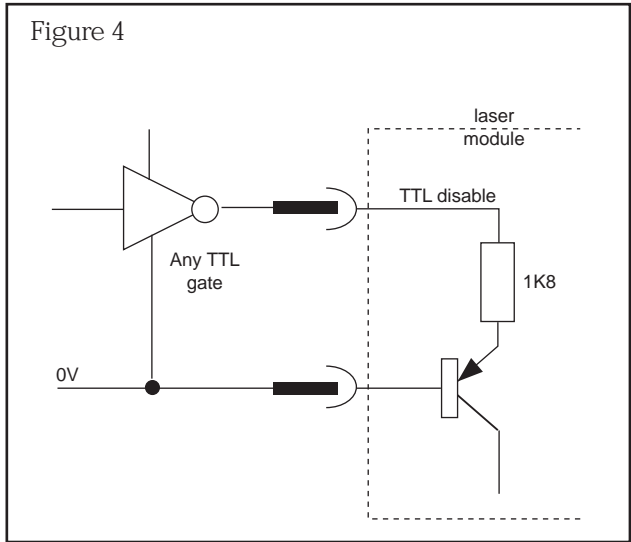 Figure 4
laser
module
TTL disable
Any TTL
gate
1K8
0V